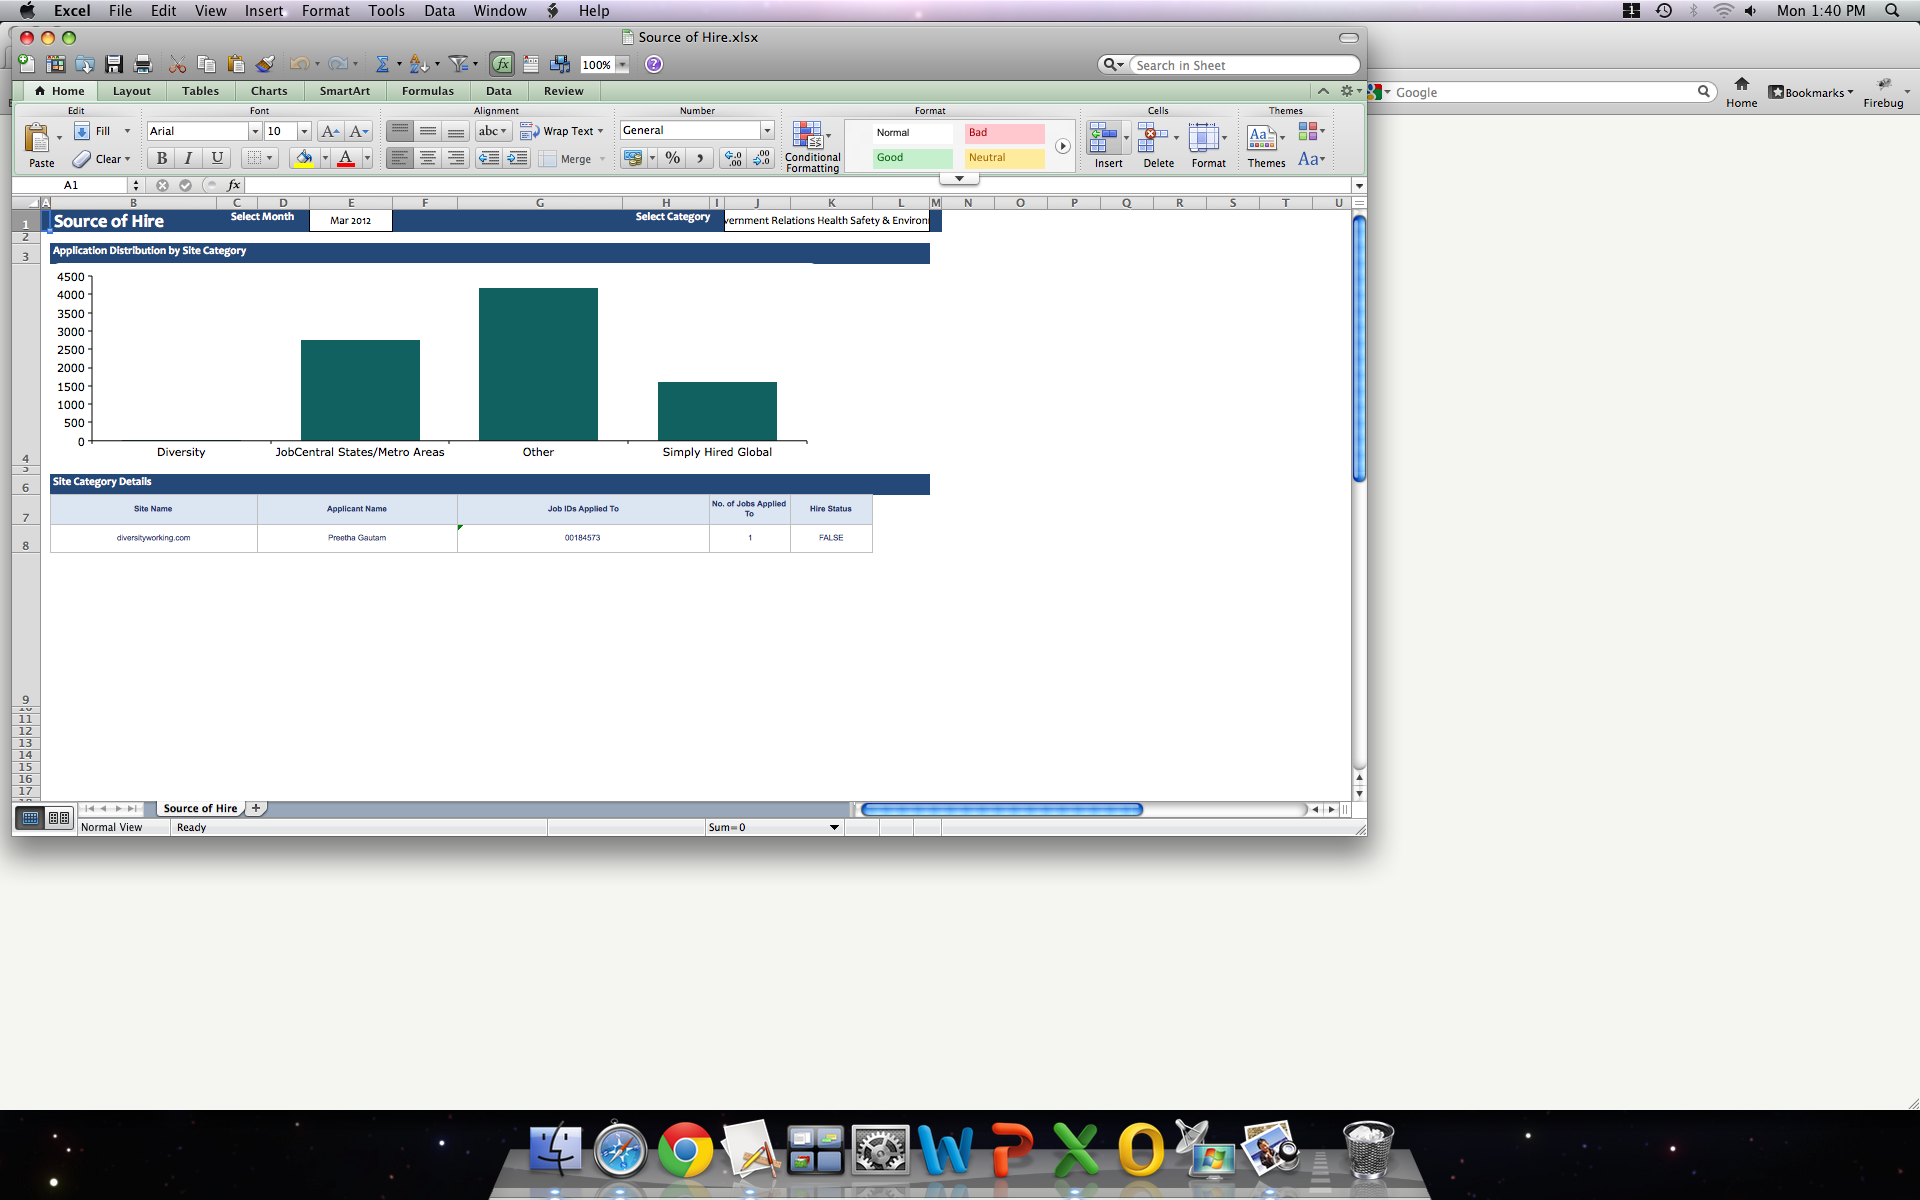 Excel File Edit View Insert Format Tools Data Window Help Mon 1:40 PM
Source of Hire.xlsx
100% Search in Sheet
Home Layout Tables Charts SmartArt Formulas Data Review
Google Home Bookmarks Firebug
Edit Font Alignment Number Format Cells Themes
Fill Arial 10 abc Wrap Text General Normal Bad
Paste Clear B I U Merge % Conditional Formatting Good Neutral Insert Delete Format Themes Aa
A1 fx
A B C D E F G H I J K L M N O P Q R S T U
1 Source of Hire Select Month Mar 2012 Select Category vernment Relations Health Safety & Environ
2
3 Application Distribution by Site Category
4500
4000
3500
3000
2500
2000
1500
1000
500
0
4 Diversity JobCentral States/Metro Areas Other Simply Hired Global
5
6 Site Category Details
7 Site Name Applicant Name Job IDs Applied To No. of Jobs Applied To Hire Status
8 diversityworking.com Preetha Gautam 00184573 1 FALSE
9
10
11
12
13
14
15
16
17
Source of Hire
Normal View Ready Sum=0